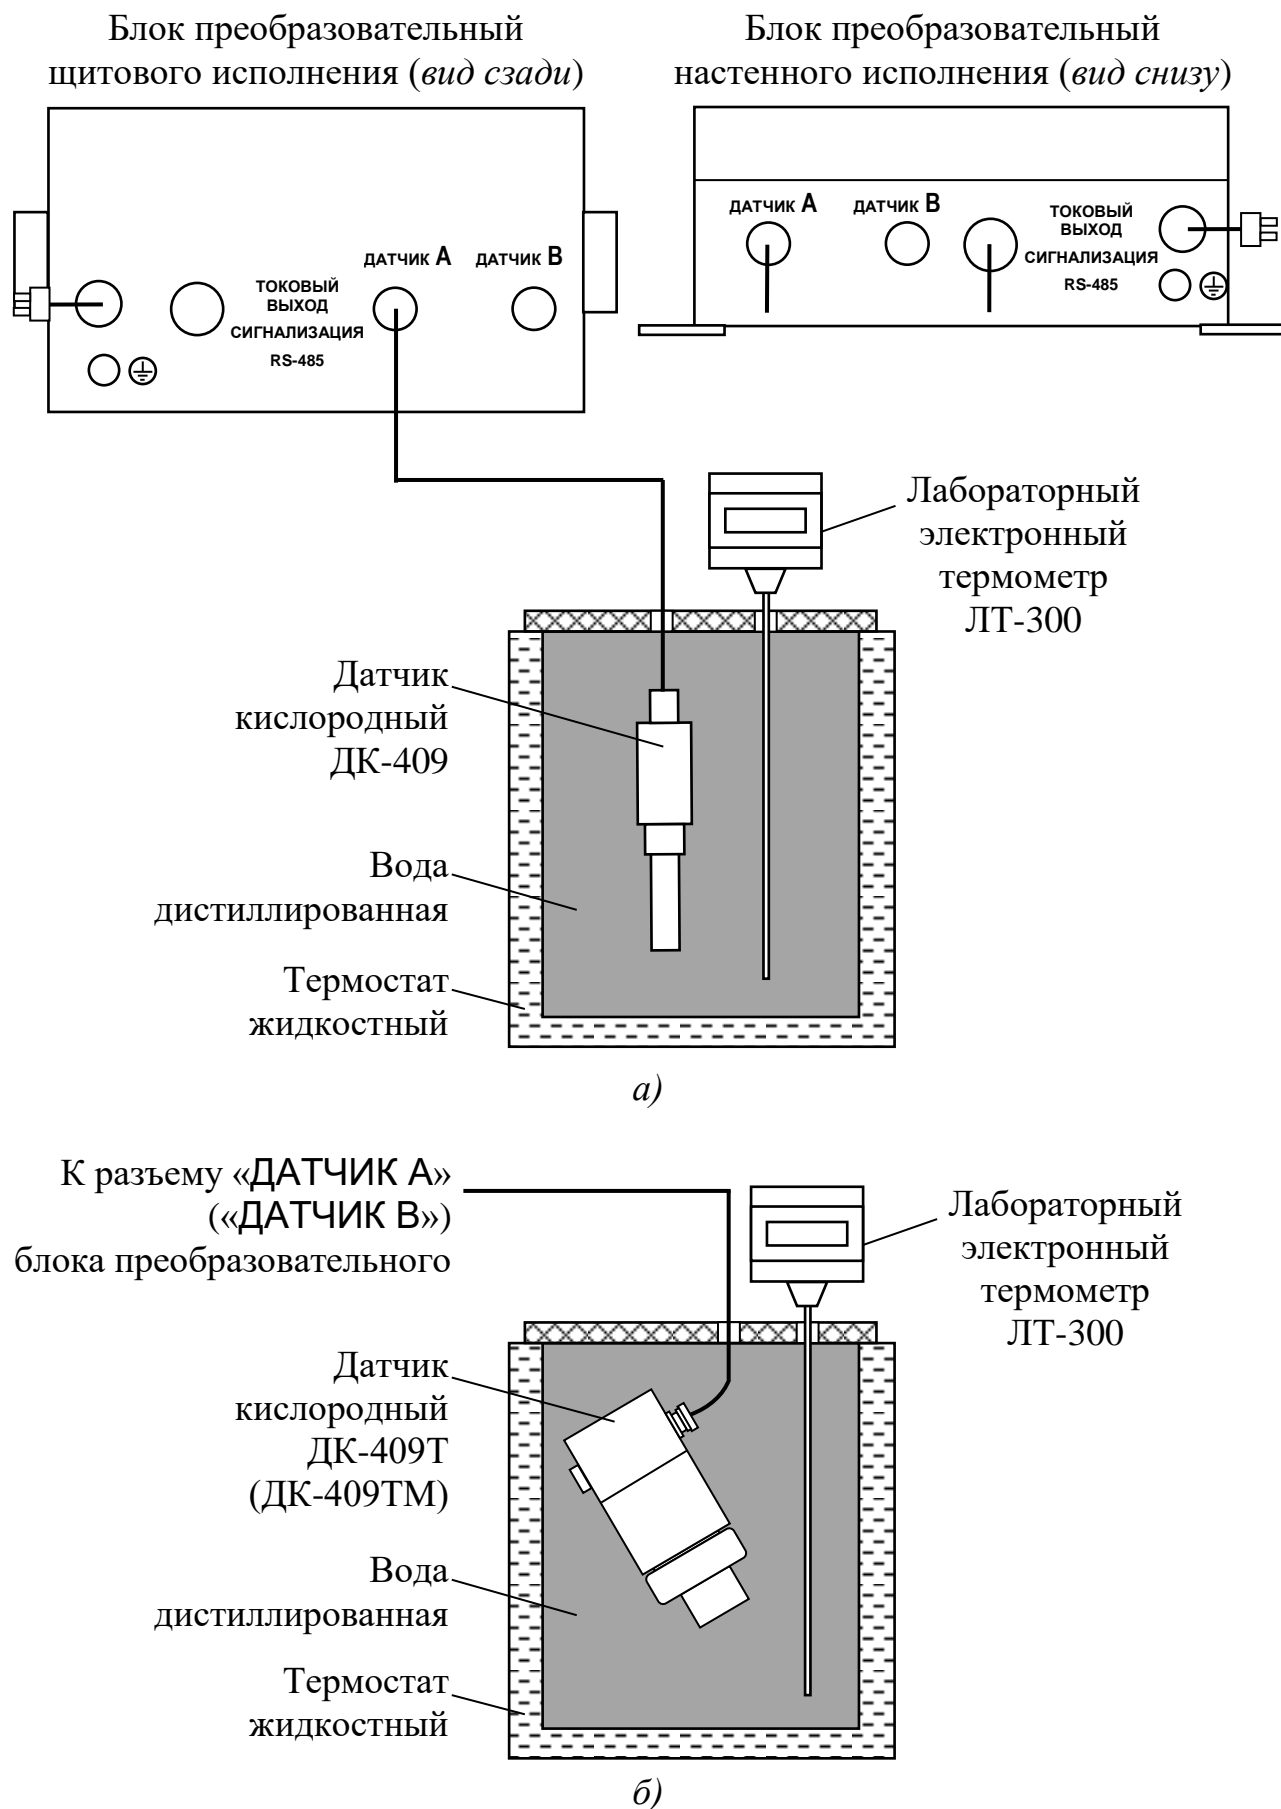 Блок преобразовательный
щитового исполнения (вид сзади)
Блок преобразовательный
настенного исполнения (вид снизу)
ТОКОВЫЙ
ВЫХОД
СИГНАЛИЗАЦИЯ
RS-485
ДАТЧИК A
ДАТЧИК B
ДАТЧИК A
ДАТЧИК B
ТОКОВЫЙ
ВЫХОД
СИГНАЛИЗАЦИЯ
RS-485
Лабораторный
электронный
термометр
ЛТ-300
Датчик
кислородный
ДК-409
Вода
дистиллированная
Термостат
жидкостный
а)
К разъему «ДАТЧИК А»
(«ДАТЧИК В»)
блока преобразовательного
Лабораторный
электронный
термометр
ЛТ-300
Датчик
кислородный
ДК-409Т
(ДК-409ТМ)
Вода
дистиллированная
Термостат
жидкостный
б)